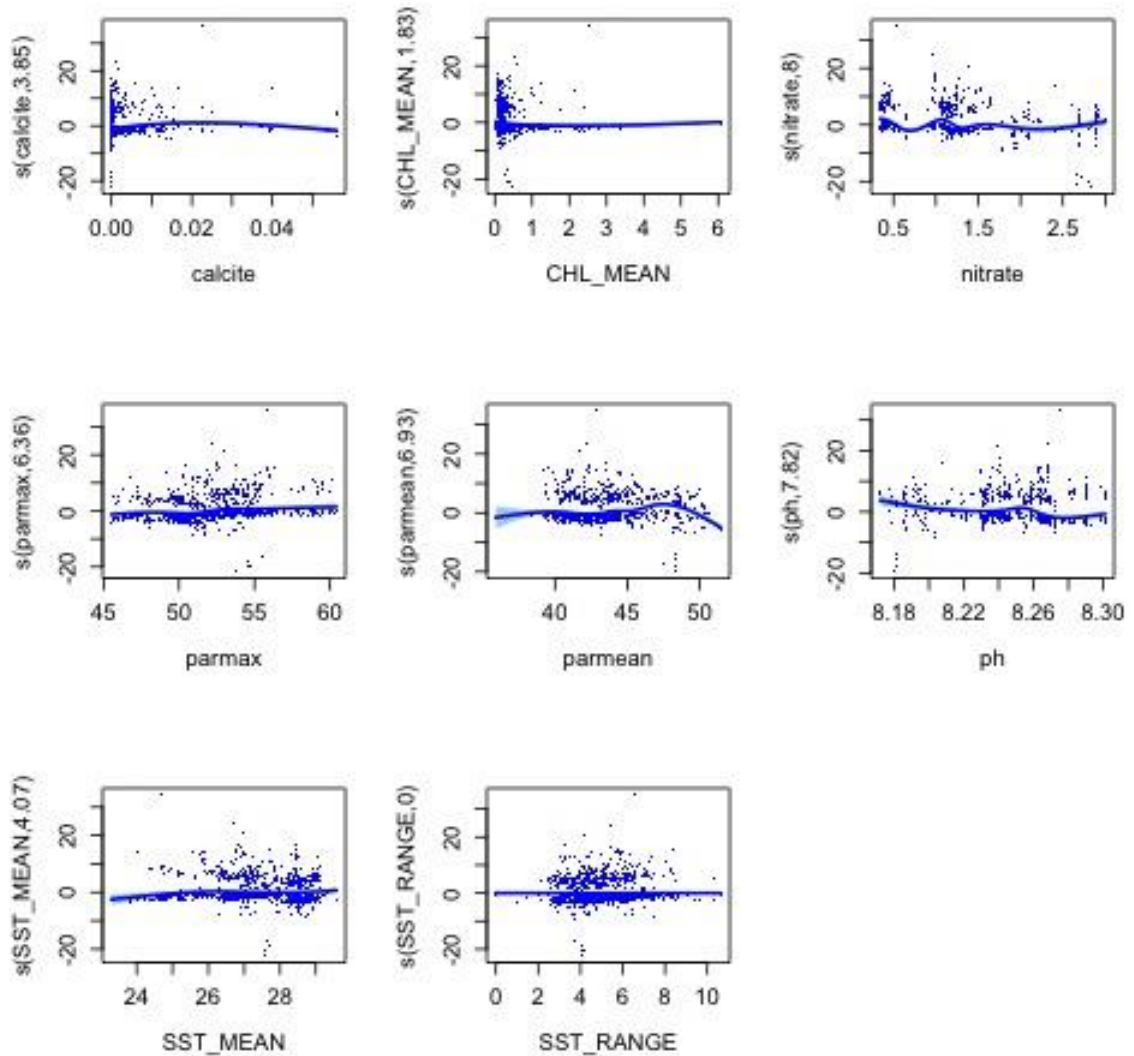 s(calcite,3.85)
20
0
-20
0.00 0.02 0.04
calcite
s(CHL_MEAN,1.83)
20
0
-20
0 1 2 3 4 5 6
CHL_MEAN
s(nitrate,8)
20
0
-20
0.5 1.5 2.5
nitrate
s(parmax,6.36)
20
0
-20
45 50 55 60
parmax
s(parmean,6.93)
20
0
-20
40 45 50
parmean
s(ph,7.82)
20
0
-20
8.18 8.22 8.26 8.30
ph
s(SST_MEAN,4.07)
20
0
-20
24 26 28
SST_MEAN
s(SST_RANGE,0)
20
0
-20
0 2 4 6 8 10
SST_RANGE